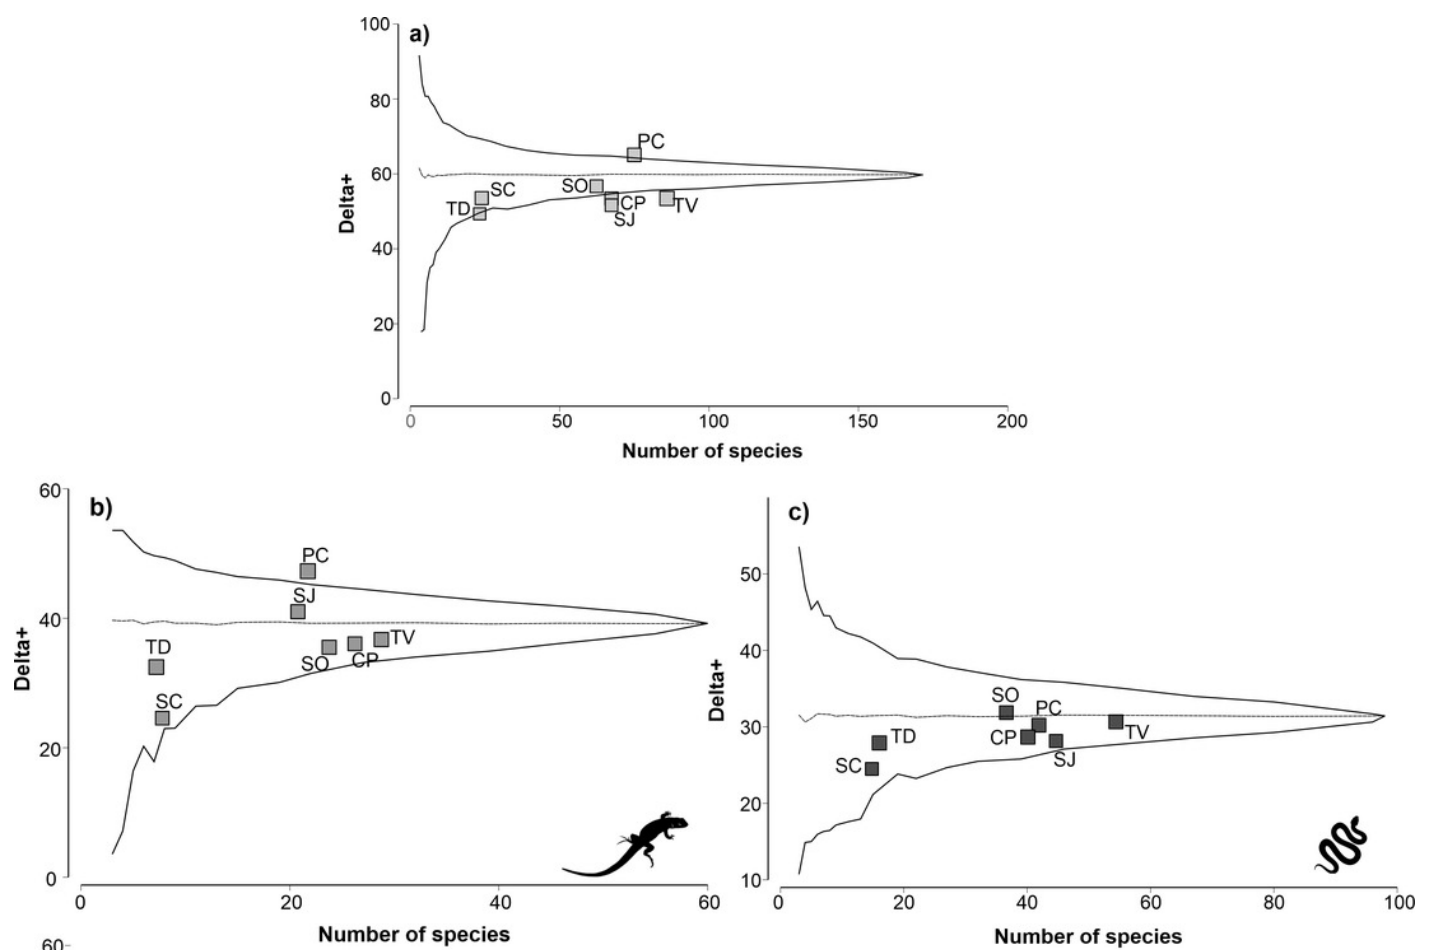 a)
100
80
60
40
20
0
Delta+
PC
SC
SO
TD
CP
TV
SJ
0 50 100 150 200
Number of species
b)
60
40
20
0
Delta+
PC
SJ
TD
TV
SO
CP
SC
0 20 40 60
Number of species
c)
50
40
30
20
10
Delta+
SO
PC
TD
CP
TV
SC
SJ
0 20 40 60 80 100
Number of species
60